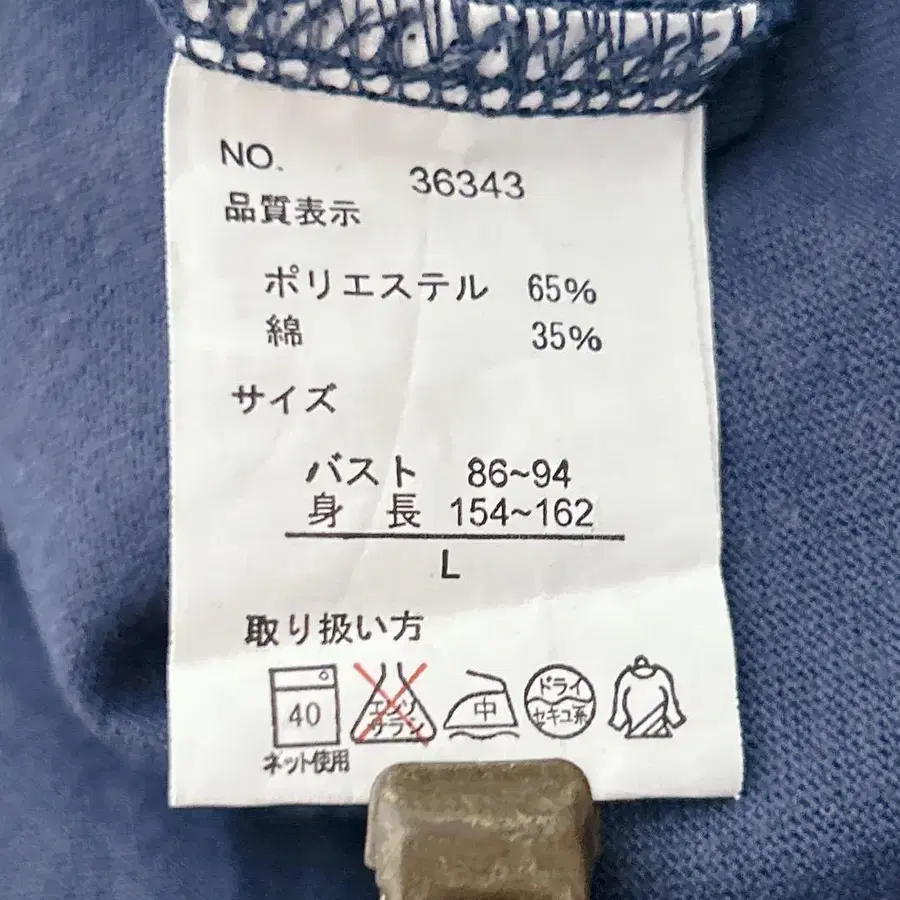 NO. 36343
品質表示
ポリエステル 65%
綿 35%
サイズ
バスト 86~94
身 長 154~162
L
取り扱い方
40
ネット使用
エンソ
サラシ
中
ドライ
セキユ系